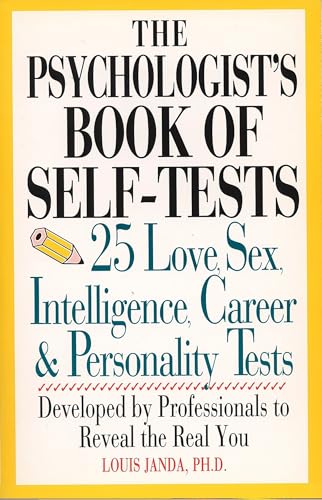 THE
PSYCHOLOGIST'S
BOOK OF
SELF-TESTS
25 Love, Sex,
Intelligence, Career
& Personality Tests
Developed by Professionals to
Reveal the Real You
LOUIS JANDA, PH.D.